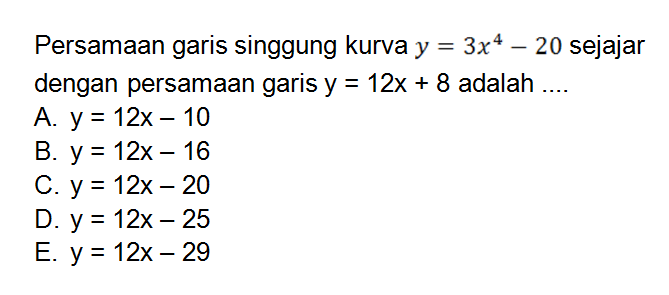 Persamaan garis singgung kurva y = 3x⁴ – 20 sejajar
dengan persamaan garis y = 12x + 8 adalah ....
A. y = 12x – 10
B. y = 12x – 16
C. y = 12x – 20
D. y = 12x – 25
E. y = 12x – 29